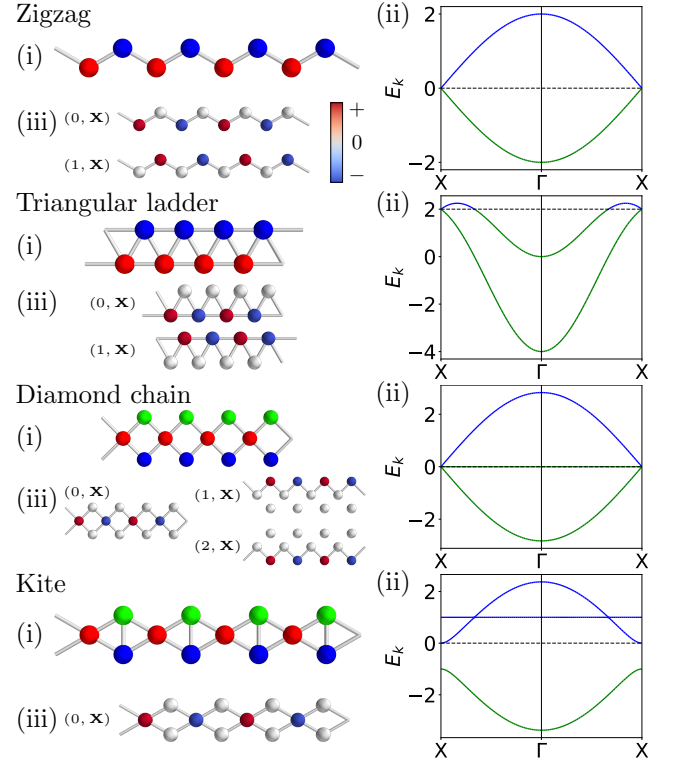 Zigzag
(i)
(iii) (0, X)
(1, X)
+
0
−
(ii)
2
0
−2
E_k
X Γ X
Triangular ladder
(i)
(iii) (0, X)
(1, X)
(ii)
2
0
−2
−4
E_k
X Γ X
Diamond chain
(i)
(iii) (0, X)
(1, X)
(2, X)
(ii)
2
0
−2
E_k
X Γ X
Kite
(i)
(iii) (0, X)
(ii)
2
0
−2
E_k
X Γ X